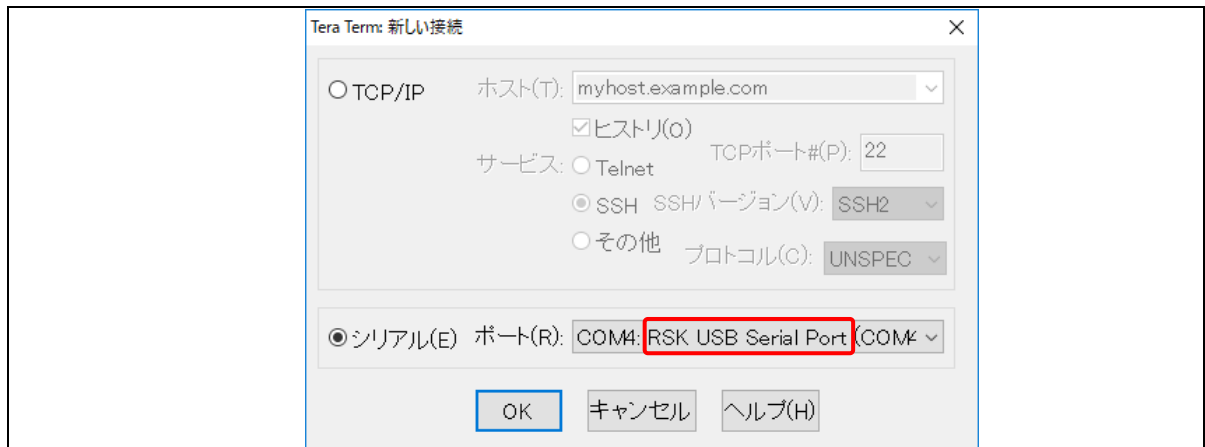 Tera Term: 新しい接続
TCP/IP ホスト(T): myhost.example.com
ヒストリ(O)
サービス: Telnet TCPポート#(P): 22
SSH SSHバージョン(V): SSH2
その他 プロトコル(C): UNSPEC
シリアル(E) ポート(R): COM4: RSK USB Serial Port (COM4
OK キャンセル ヘルプ(H)